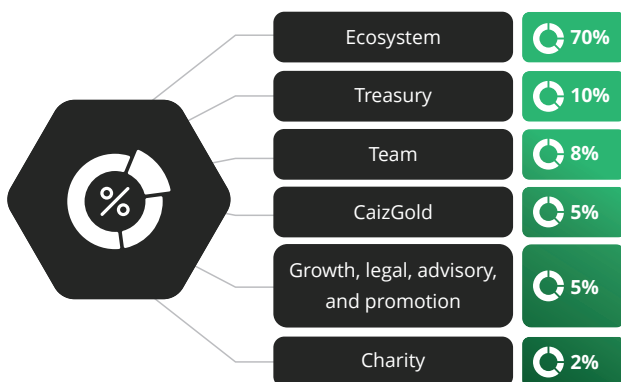 Ecosystem 70%
Treasury 10%
Team 8%
%
CaizGold 5%
Growth, legal, advisory,
and promotion 5%
Charity 2%